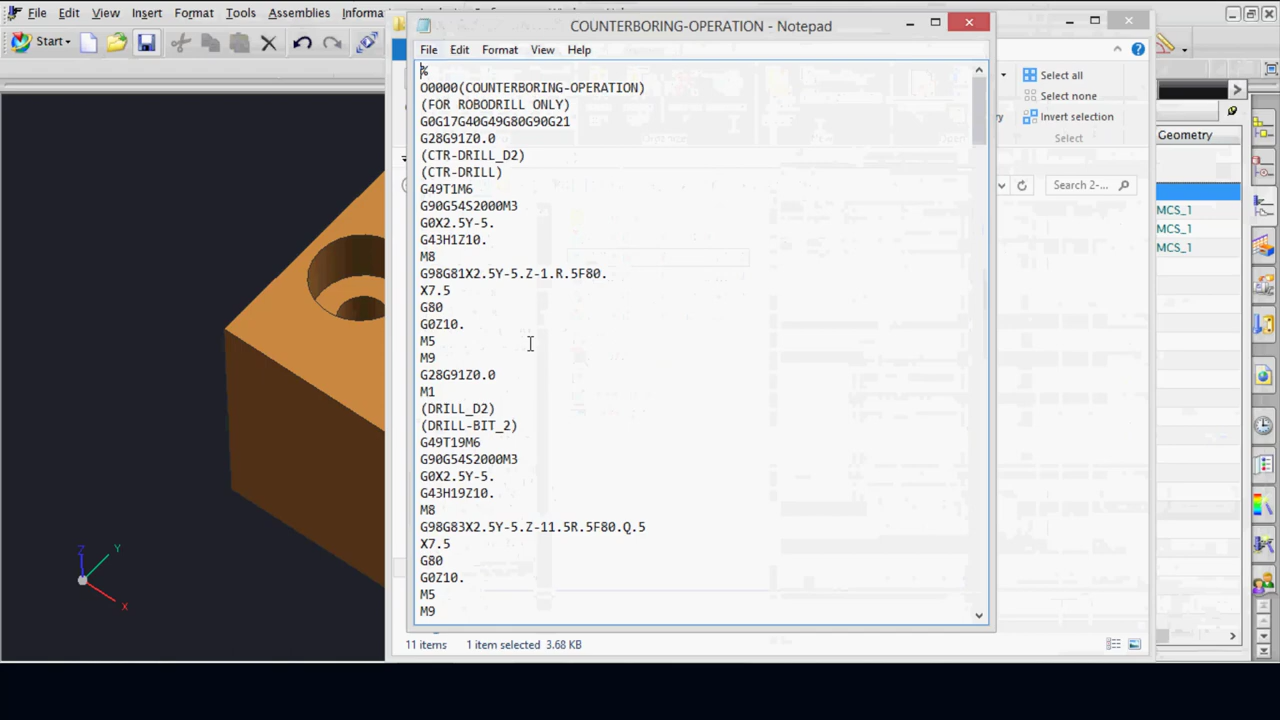 File Edit View Insert Format Tools Assemblies Informa
Start
COUNTERBORING-OPERATION - Notepad
File Edit Format View Help
%
O0000(COUNTERBORING-OPERATION)
(FOR ROBODRILL ONLY)
G0G17G40G49G80G90G21
G28G91Z0.0
(CTR-DRILL_D2)
(CTR-DRILL)
G49T1M6
G90G54S2000M3
G0X2.5Y-5.
G43H1Z10.
M8
G98G81X2.5Y-5.Z-1.R.5F80.
X7.5
G80
G0Z10.
M5
M9
G28G91Z0.0
M1
(DRILL_D2)
(DRILL-BIT_2)
G49T19M6
G90G54S2000M3
G0X2.5Y-5.
G43H19Z10.
M8
G98G83X2.5Y-5.Z-11.5R.5F80.Q.5
X7.5
G80
G0Z10.
M5
M9
Select all
Select none
Invert selection
Select
Search 2-...
11 items 1 item selected 3.68 KB
Geometry
MCS_1
MCS_1
MCS_1
Z
Y
X